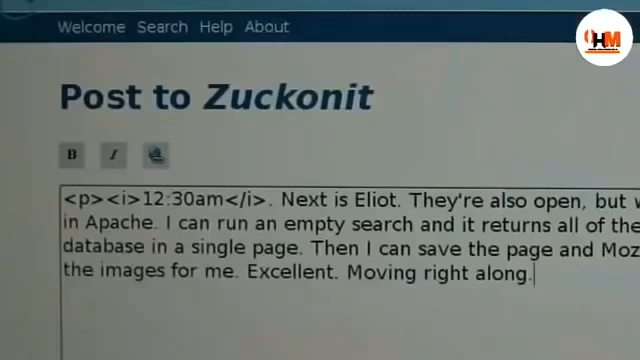 Welcome Search Help About
OHM
Post to Zuckonit
B I
<p><i>12:30am</i>. Next is Eliot. They're also open, but
in Apache. I can run an empty search and it returns all of the
database in a single page. Then I can save the page and Moz
the images for me. Excellent. Moving right along.